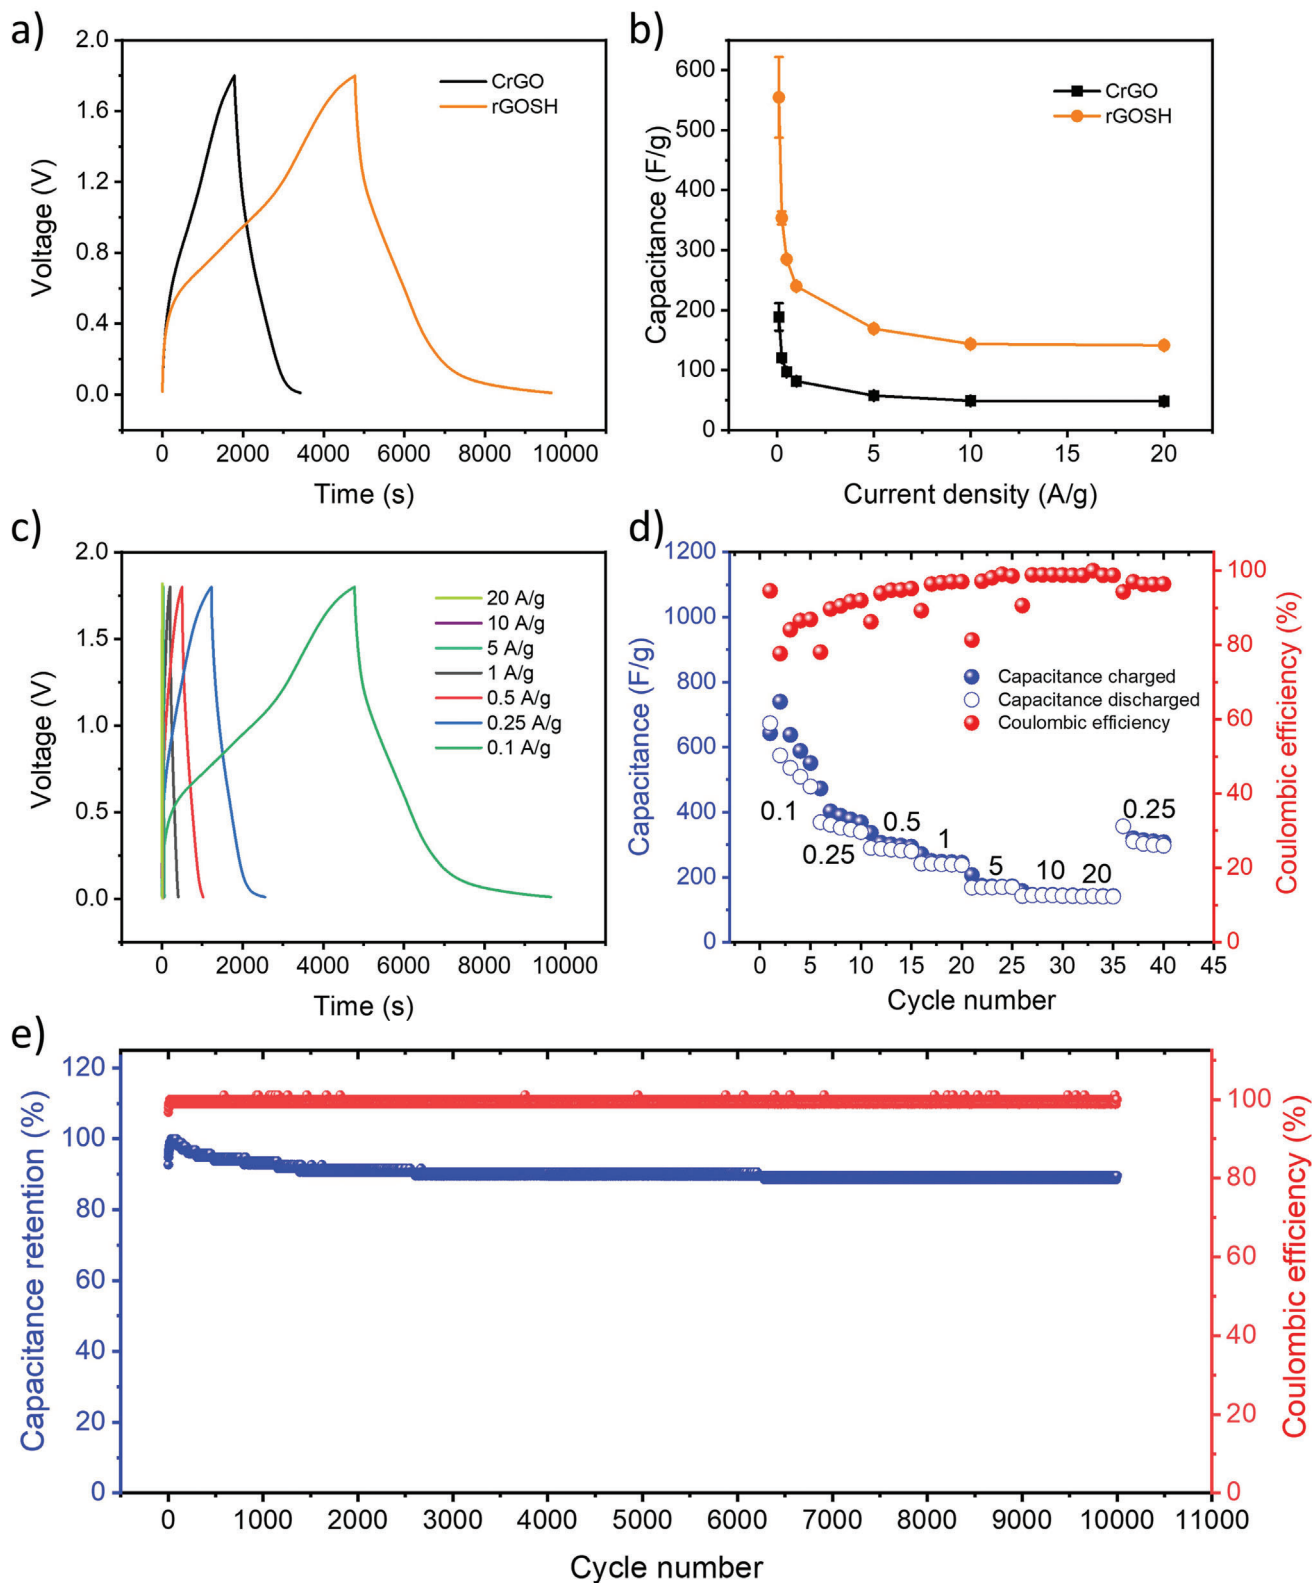 a)
2.0
1.6
1.2
0.8
0.4
0.0
Voltage (V)
CrGO
rGOSH
0 2000 4000 6000 8000 10000
Time (s)
b)
600
500
400
300
200
100
0
Capacitance (F/g)
CrGO
rGOSH
0 5 10 15 20
Current density (A/g)
c)
2.0
1.5
1.0
0.5
0.0
Voltage (V)
20 A/g
10 A/g
5 A/g
1 A/g
0.5 A/g
0.25 A/g
0.1 A/g
0 2000 4000 6000 8000 10000
Time (s)
d)
1200
1000
800
600
400
200
0
Capacitance (F/g)
Capacitance charged
Capacitance discharged
Coulombic efficiency
0.1
0.25
0.5
1
5
10
20
0.25
100
80
60
40
20
0
Coulombic efficiency (%)
0 5 10 15 20 25 30 35 40 45
Cycle number
e)
120
100
80
60
40
20
0
Capacitance retention (%)
100
80
60
40
20
0
Coulombic efficiency (%)
0 1000 2000 3000 4000 5000 6000 7000 8000 9000 10000 11000
Cycle number